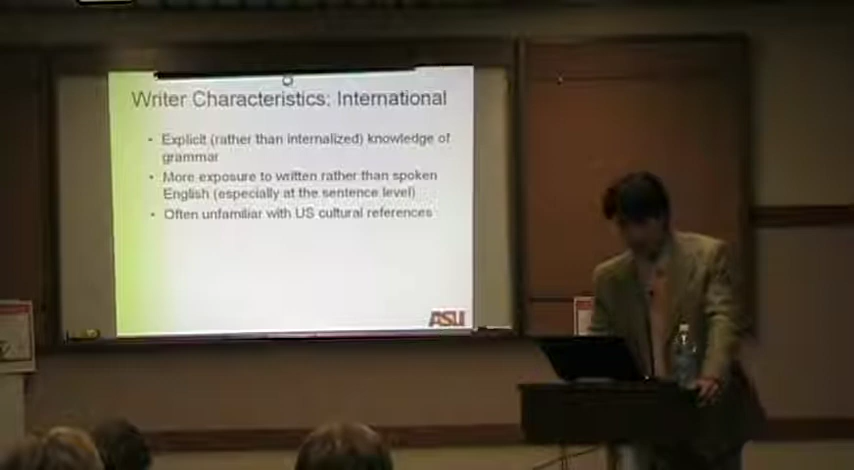 Writer Characteristics: International
• Explicit (rather than internalized) knowledge of
grammar
• More exposure to written rather than spoken
English (especially at the sentence level)
• Often unfamiliar with US cultural references
ASU